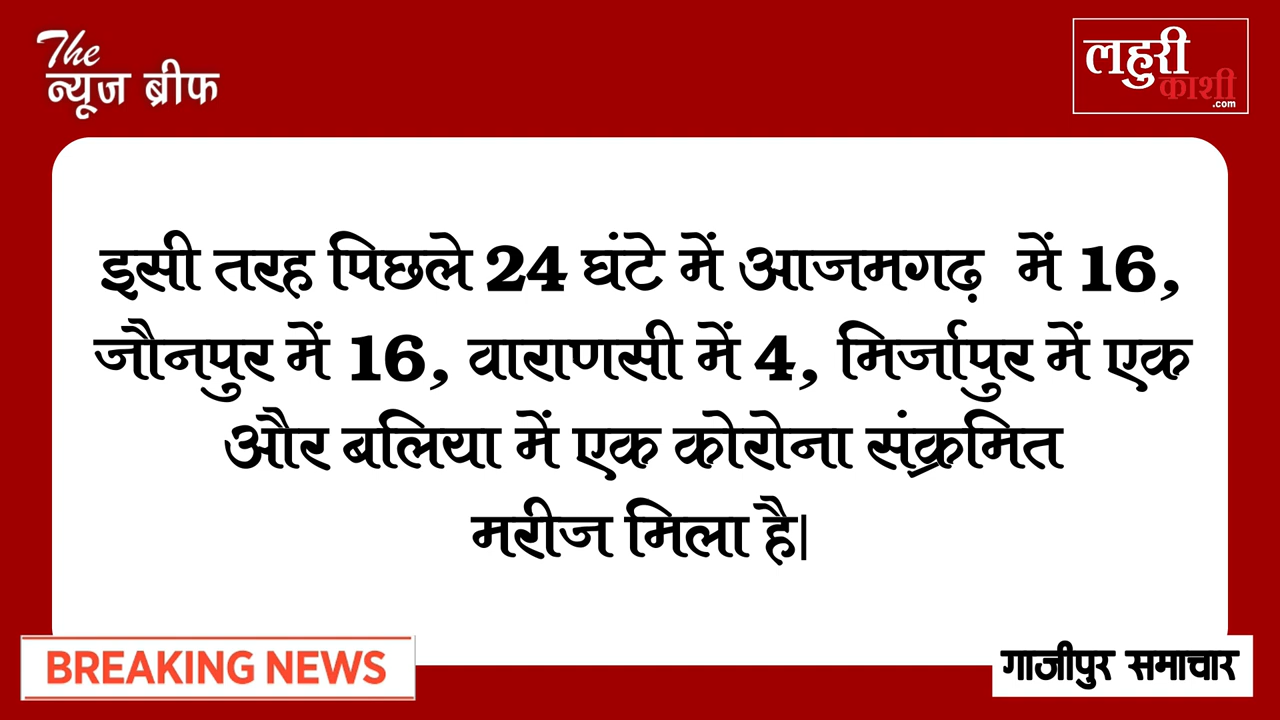 The
न्यूज ब्रीफ
लहुरी
काशी
.com
इसी तरह पिछले 24 घंटे में आजमगढ़ में 16,
जौनपुर में 16, वाराणसी में 4, मिर्जापुर में एक
और बलिया में एक कोरोना संक्रमित
मरीज मिला है|
BREAKING NEWS
गाजीपुर समाचार